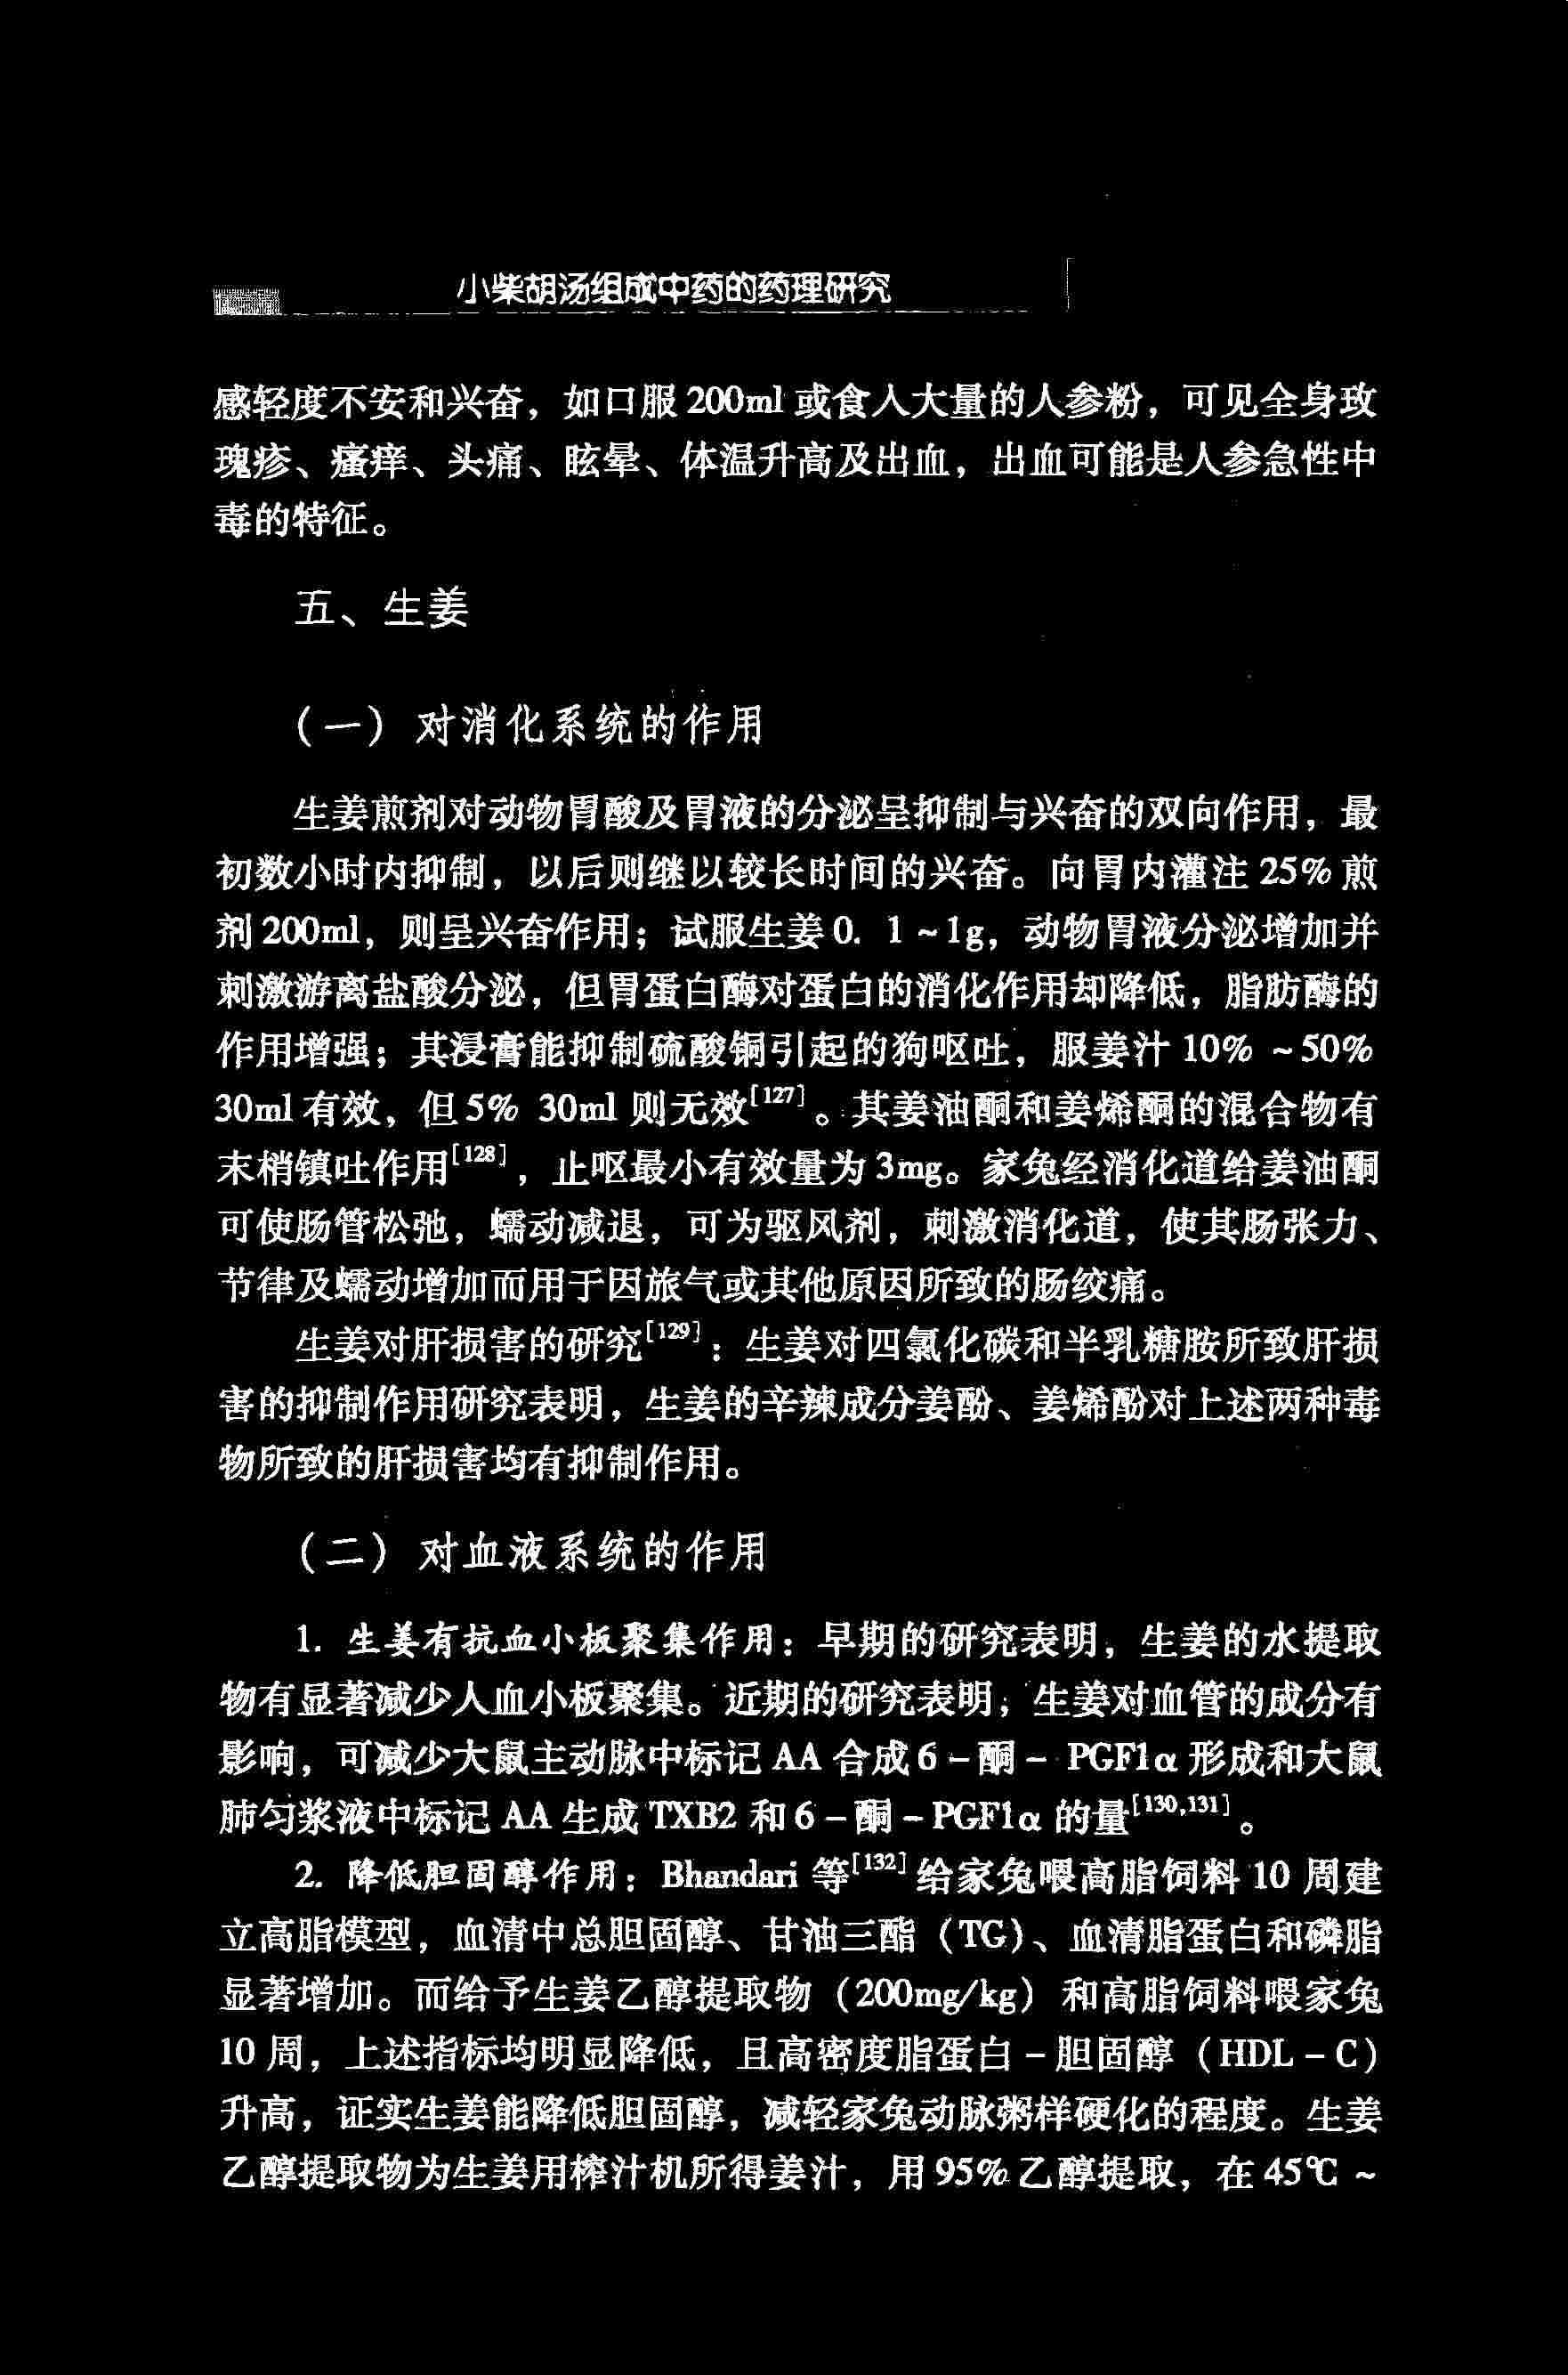 小柴胡汤组成中药的药理研究
感轻度不安和兴奋，如口服 200ml 或食入大量的人参粉，可见全身玫
瑰疹、瘙痒、头痛、眩晕、体温升高及出血，出血可能是人参急性中
毒的特征。
五、生姜
（一）对消化系统的作用
生姜煎剂对动物胃酸及胃液的分泌呈抑制与兴奋的双向作用，最
初数小时内抑制，以后则继以较长时间的兴奋。向胃内灌注 25% 煎
剂 200ml，则呈兴奋作用；试服生姜 0. 1 ~ 1g，动物胃液分泌增加并
刺激游离盐酸分泌，但胃蛋白酶对蛋白的消化作用却降低，脂肪酶的
作用增强；其浸膏能抑制硫酸铜引起的狗呕吐，服姜汁 10% ~ 50%
30ml 有效，但 5% 30ml 则无效[127]。其姜油酮和姜烯酮的混合物有
末梢镇吐作用[128]，止呕最小有效量为 3mg。家兔经消化道给姜油酮
可使肠管松弛，蠕动减退，可为驱风剂，刺激消化道，使其肠张力、
节律及蠕动增加而用于因旅气或其他原因所致的肠绞痛。
生姜对肝损害的研究[129]：生姜对四氯化碳和半乳糖胺所致肝损
害的抑制作用研究表明，生姜的辛辣成分姜酚、姜烯酚对上述两种毒
物所致的肝损害均有抑制作用。
（二）对血液系统的作用
1. 生姜有抗血小板聚集作用：早期的研究表明，生姜的水提取
物有显著减少人血小板聚集。近期的研究表明，生姜对血管的成分有
影响，可减少大鼠主动脉中标记 AA 合成 6－酮－PGF1α 形成和大鼠
肺匀浆液中标记 AA 生成 TXB2 和 6－酮－PGF1α 的量[130,131]。
2. 降低胆固醇作用：Bhandari 等[132]给家兔喂高脂饲料 10 周建
立高脂模型，血清中总胆固醇、甘油三酯（TG）、血清脂蛋白和磷脂
显著增加。而给予生姜乙醇提取物（200mg/kg）和高脂饲料喂家兔
10 周，上述指标均明显降低，且高密度脂蛋白－胆固醇（HDL－C）
升高，证实生姜能降低胆固醇，减轻家兔动脉粥样硬化的程度。生姜
乙醇提取物为生姜用榨汁机所得姜汁，用 95% 乙醇提取，在 45℃ ~